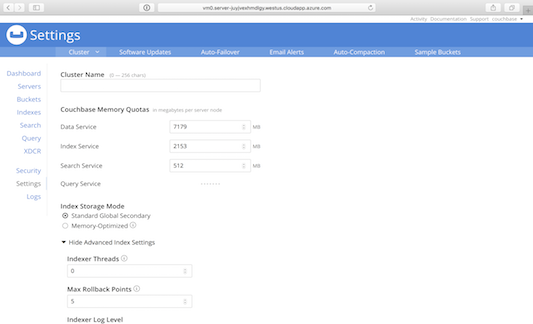 vm0.server-juyjveshmdlgy.westus.cloudapp.azure.com
Activity Documentation Support couchbase
Settings
Cluster Software Updates Auto-Failover Email Alerts Auto-Compaction Sample Buckets
Dashboard
Servers
Buckets
Indexes
Search
Query
XDCR
Security
Settings
Logs
Cluster Name (0 — 256 chars)
Couchbase Memory Quotas in megabytes per server node
Data Service 7179 MB
Index Service 2153 MB
Search Service 512 MB
Query Service -------
Index Storage Mode
Standard Global Secondary
Memory-Optimized
Hide Advanced Index Settings
Indexer Threads
0
Max Rollback Points
5
Indexer Log Level